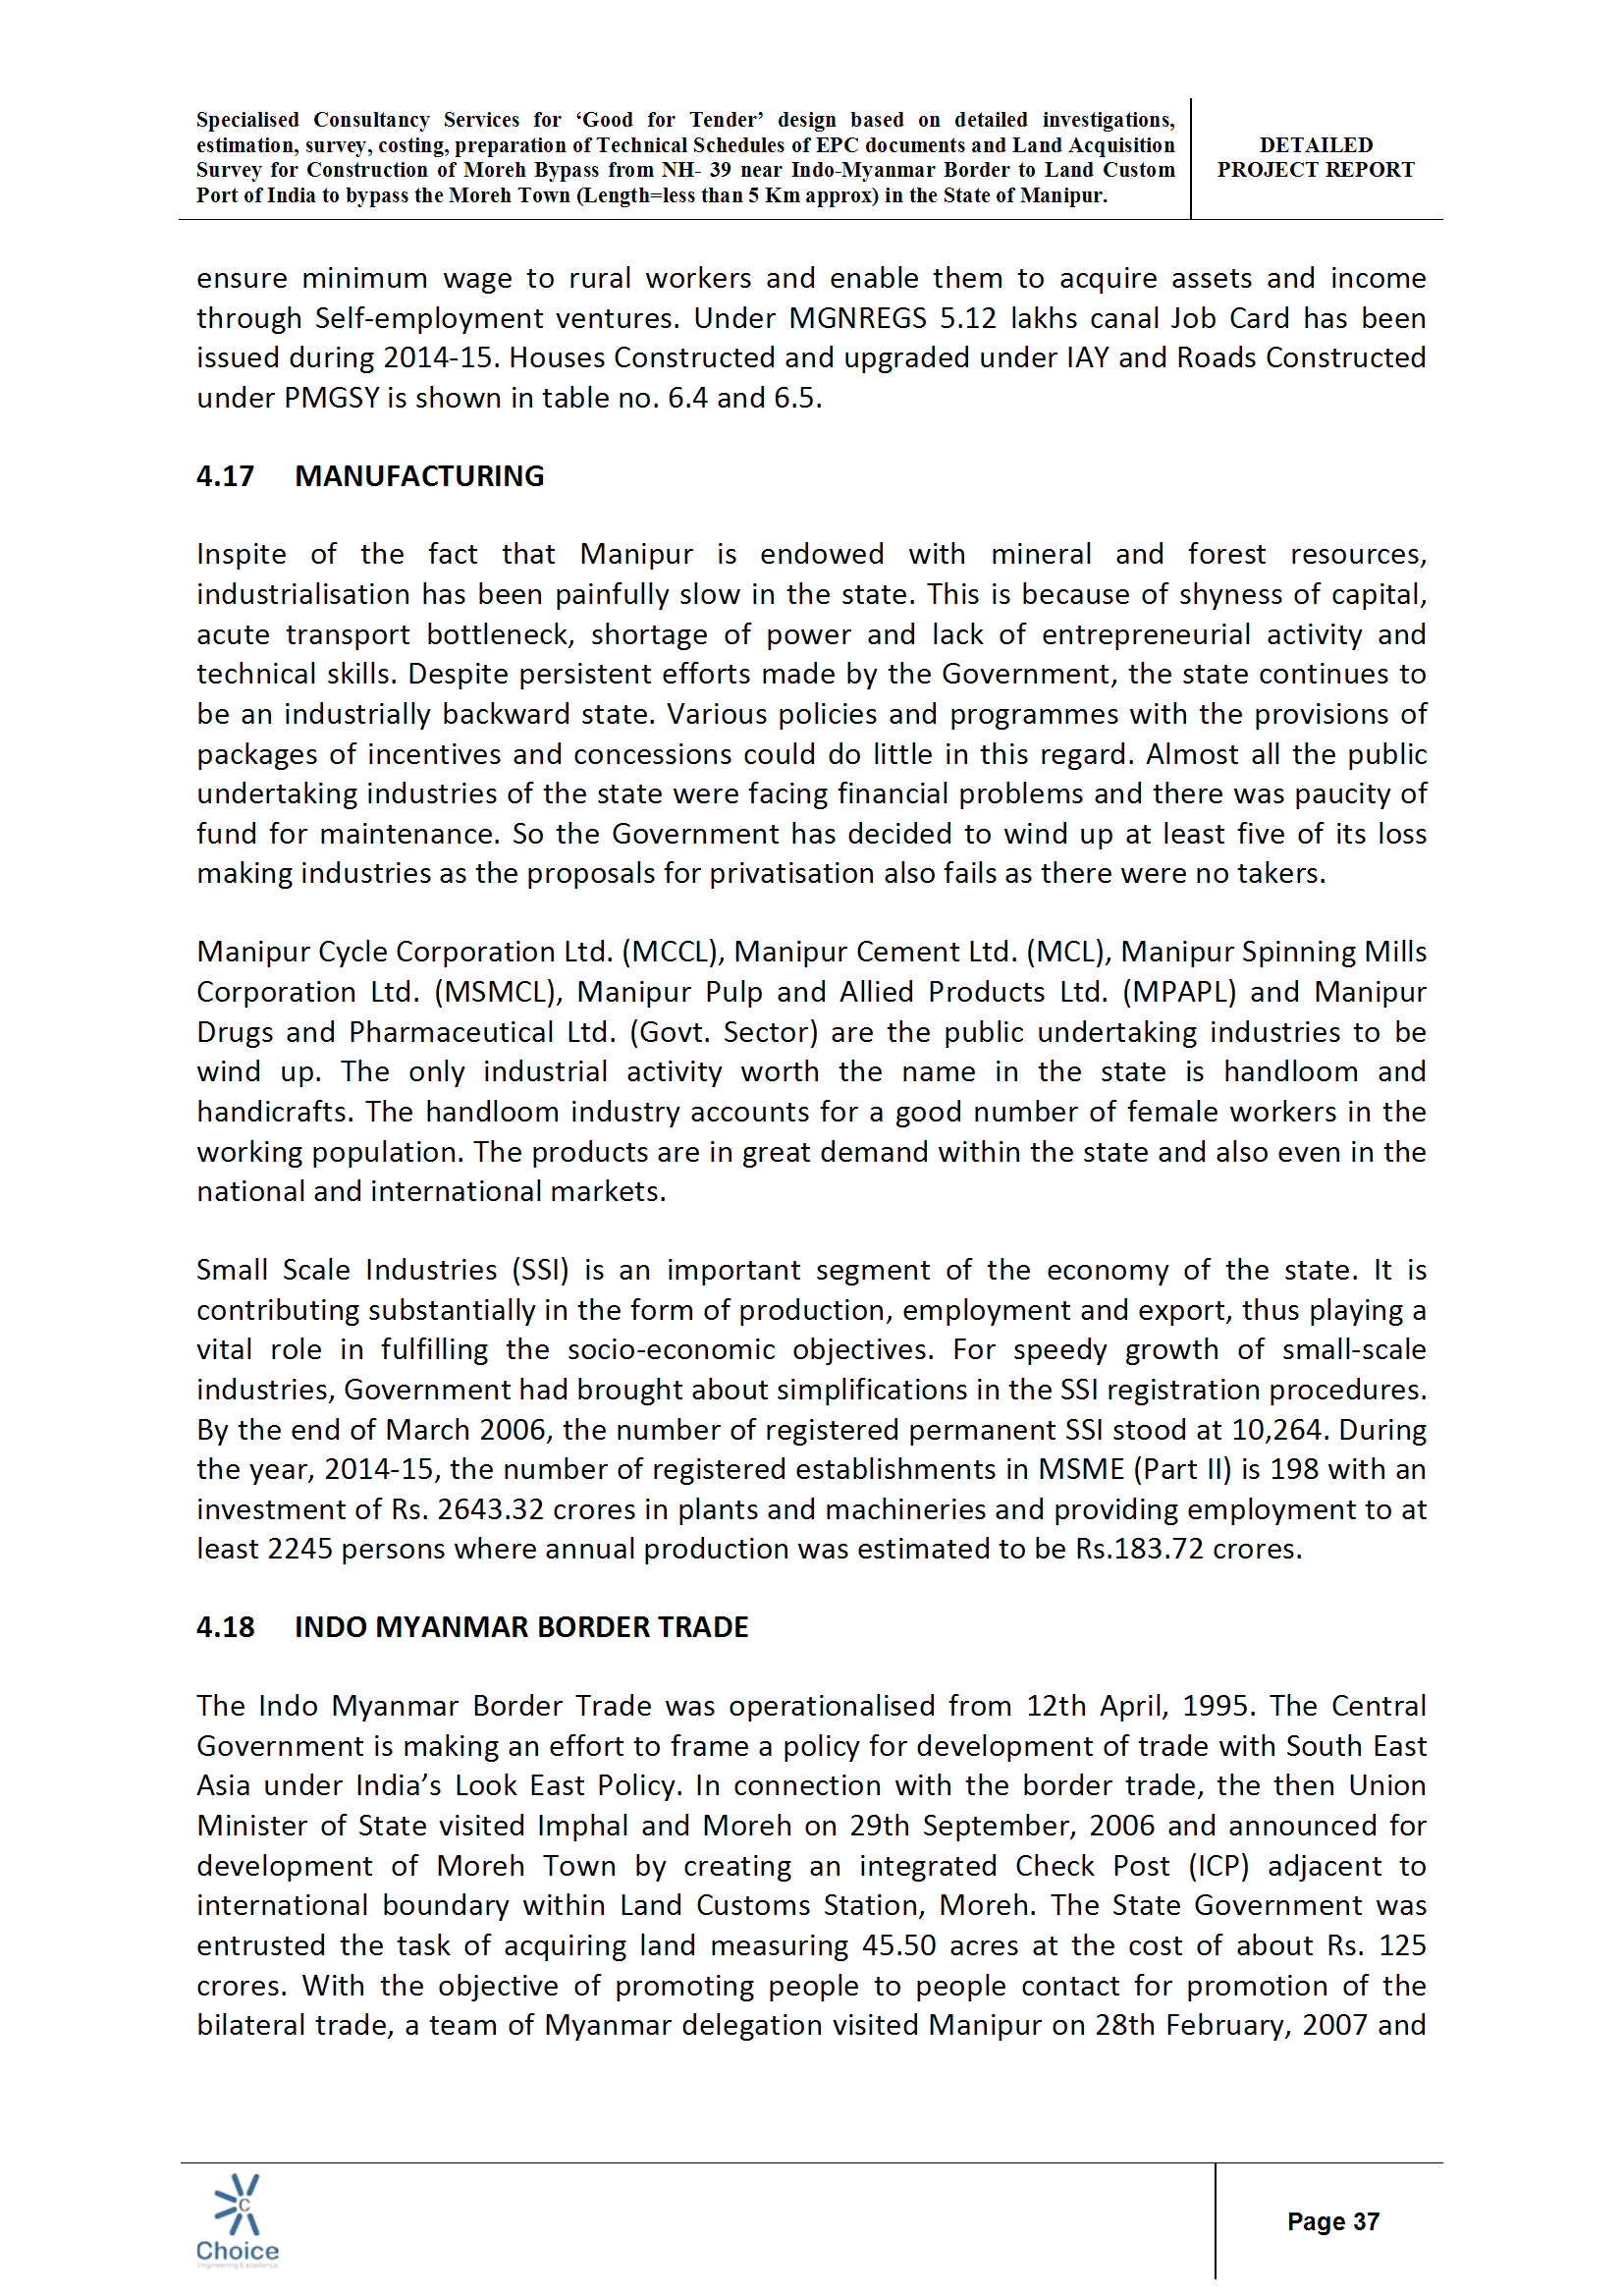 Specialised Consultancy Services for ‘Good for Tender’ design based on detailed investigations,
estimation, survey, costing, preparation of Technical Schedules of EPC documents and Land Acquisition
Survey for Construction of Moreh Bypass from NH- 39 near Indo-Myanmar Border to Land Custom
Port of India to bypass the Moreh Town (Length=less than 5 Km approx) in the State of Manipur.
DETAILED
PROJECT REPORT
ensure minimum wage to rural workers and enable them to acquire assets and income
through Self-employment ventures. Under MGNREGS 5.12 lakhs canal Job Card has been
issued during 2014-15. Houses Constructed and upgraded under IAY and Roads Constructed
under PMGSY is shown in table no. 6.4 and 6.5.
4.17 MANUFACTURING
Inspite of the fact that Manipur is endowed with mineral and forest resources,
industrialisation has been painfully slow in the state. This is because of shyness of capital,
acute transport bottleneck, shortage of power and lack of entrepreneurial activity and
technical skills. Despite persistent efforts made by the Government, the state continues to
be an industrially backward state. Various policies and programmes with the provisions of
packages of incentives and concessions could do little in this regard. Almost all the public
undertaking industries of the state were facing financial problems and there was paucity of
fund for maintenance. So the Government has decided to wind up at least five of its loss
making industries as the proposals for privatisation also fails as there were no takers.
Manipur Cycle Corporation Ltd. (MCCL), Manipur Cement Ltd. (MCL), Manipur Spinning Mills
Corporation Ltd. (MSMCL), Manipur Pulp and Allied Products Ltd. (MPAPL) and Manipur
Drugs and Pharmaceutical Ltd. (Govt. Sector) are the public undertaking industries to be
wind up. The only industrial activity worth the name in the state is handloom and
handicrafts. The handloom industry accounts for a good number of female workers in the
working population. The products are in great demand within the state and also even in the
national and international markets.
Small Scale Industries (SSI) is an important segment of the economy of the state. It is
contributing substantially in the form of production, employment and export, thus playing a
vital role in fulfilling the socio-economic objectives. For speedy growth of small-scale
industries, Government had brought about simplifications in the SSI registration procedures.
By the end of March 2006, the number of registered permanent SSI stood at 10,264. During
the year, 2014-15, the number of registered establishments in MSME (Part II) is 198 with an
investment of Rs. 2643.32 crores in plants and machineries and providing employment to at
least 2245 persons where annual production was estimated to be Rs.183.72 crores.
4.18 INDO MYANMAR BORDER TRADE
The Indo Myanmar Border Trade was operationalised from 12th April, 1995. The Central
Government is making an effort to frame a policy for development of trade with South East
Asia under India’s Look East Policy. In connection with the border trade, the then Union
Minister of State visited Imphal and Moreh on 29th September, 2006 and announced for
development of Moreh Town by creating an integrated Check Post (ICP) adjacent to
international boundary within Land Customs Station, Moreh. The State Government was
entrusted the task of acquiring land measuring 45.50 acres at the cost of about Rs. 125
crores. With the objective of promoting people to people contact for promotion of the
bilateral trade, a team of Myanmar delegation visited Manipur on 28th February, 2007 and
C
Choice
Engineering Excellence
Page 37